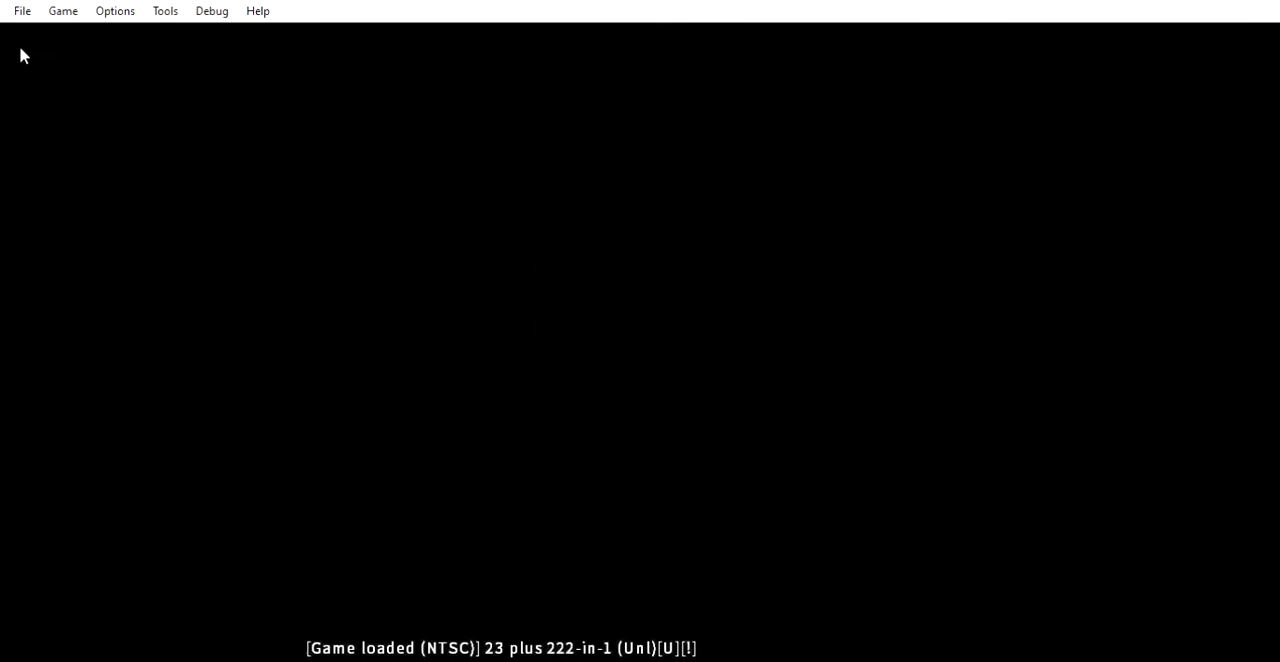 File Game Options Tools Debug Help
[Game loaded (NTSC)] 23 plus 222-in-1 (Unl)[U][!]